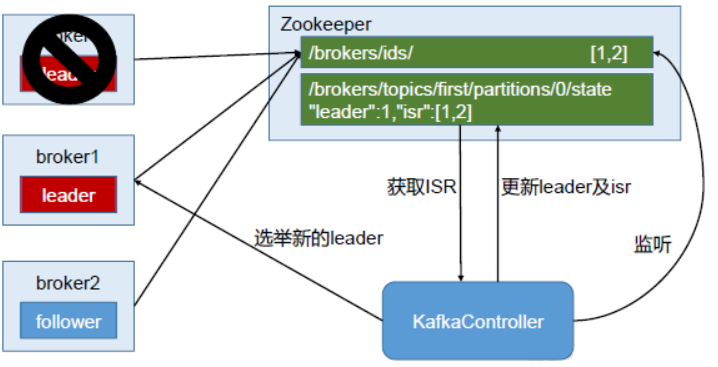 Zookeeper
/brokers/ids/ [1,2]
/brokers/topics/first/partitions/0/state
"leader":1,"isr":[1,2]
broker1
leader
broker2
follower
获取ISR
更新leader及isr
选举新的leader
监听
KafkaController